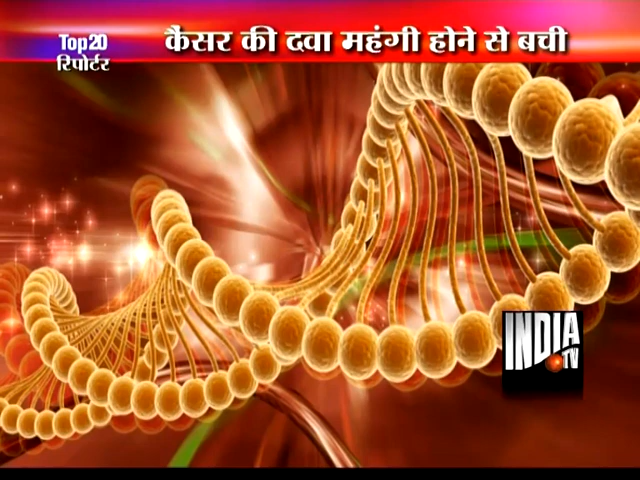 Top20
रिपोर्टर
कैंसर की दवा महंगी होने से बची
INDIA
TV